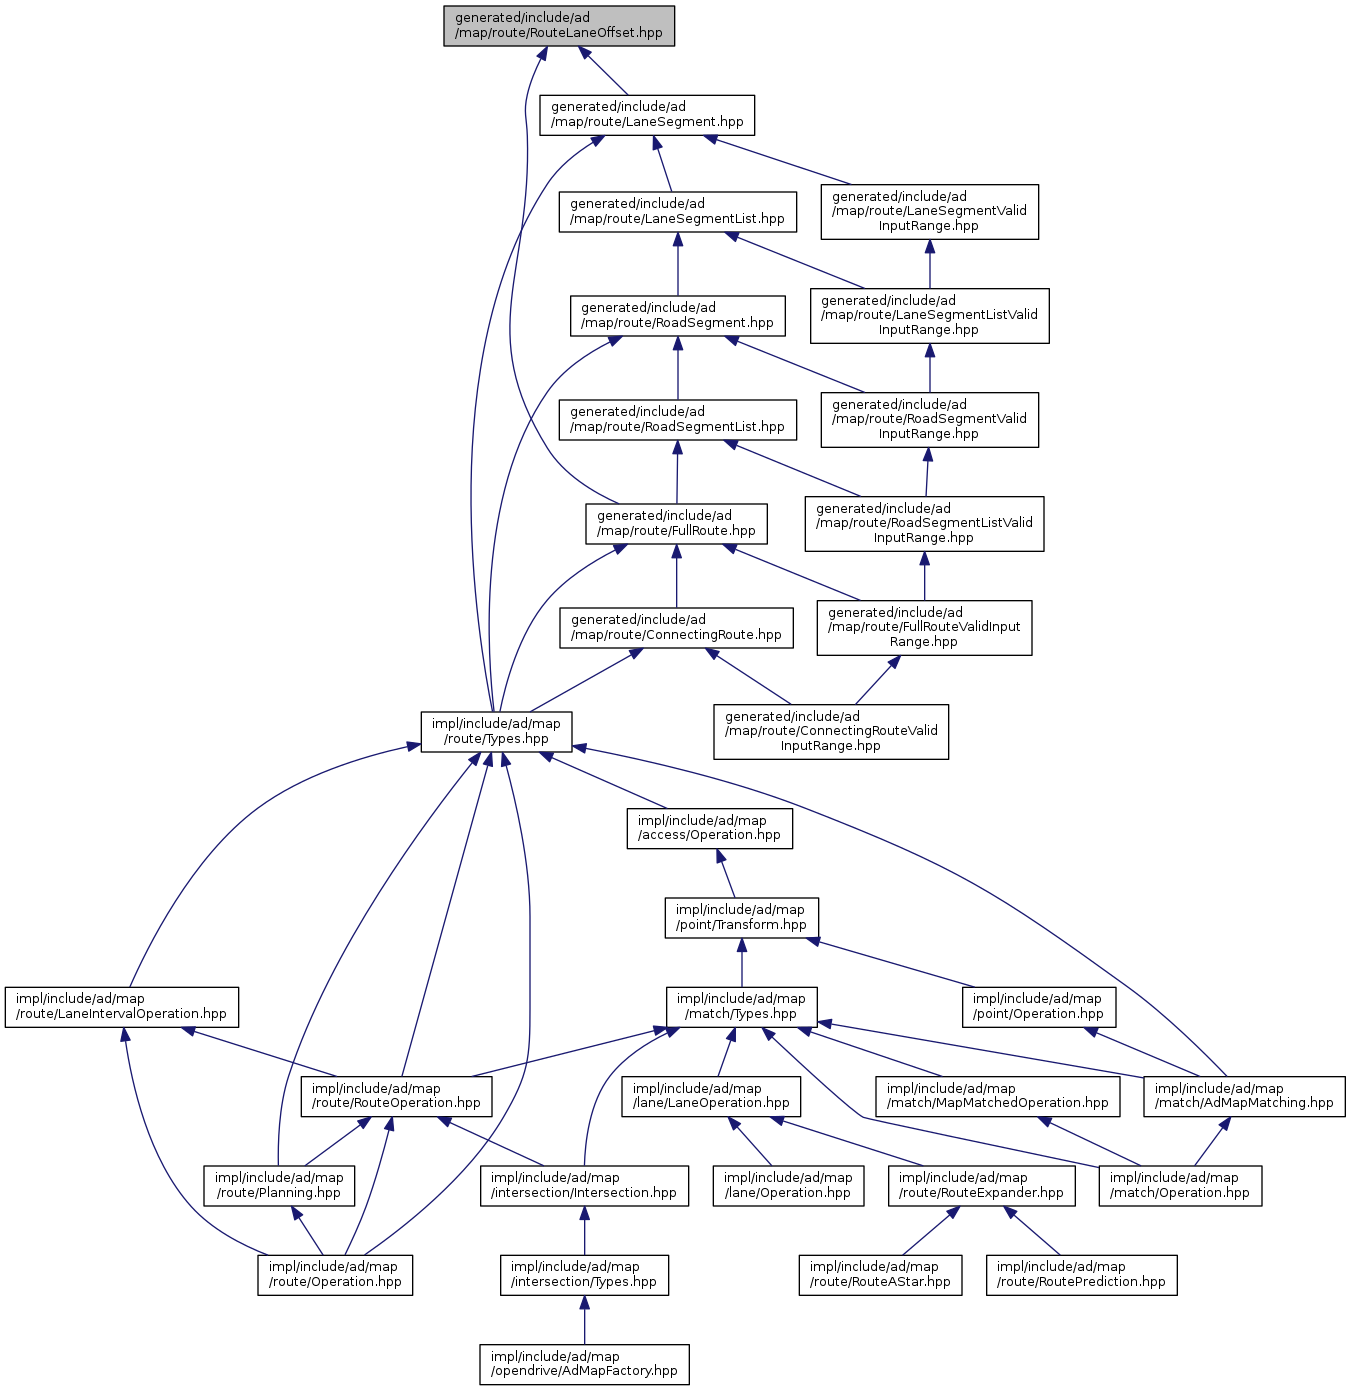 generated/include/ad
/map/route/RouteLaneOffset.hpp
generated/include/ad
/map/route/LaneSegment.hpp
generated/include/ad
/map/route/LaneSegmentList.hpp
generated/include/ad
/map/route/LaneSegmentValid
InputRange.hpp
generated/include/ad
/map/route/RoadSegment.hpp
generated/include/ad
/map/route/LaneSegmentListValid
InputRange.hpp
generated/include/ad
/map/route/RoadSegmentList.hpp
generated/include/ad
/map/route/RoadSegmentValid
InputRange.hpp
generated/include/ad
/map/route/FullRoute.hpp
generated/include/ad
/map/route/RoadSegmentListValid
InputRange.hpp
generated/include/ad
/map/route/ConnectingRoute.hpp
generated/include/ad
/map/route/FullRouteValidInput
Range.hpp
impl/include/ad/map
/route/Types.hpp
generated/include/ad
/map/route/ConnectingRouteValid
InputRange.hpp
impl/include/ad/map
/access/Operation.hpp
impl/include/ad/map
/point/Transform.hpp
impl/include/ad/map
/route/LaneIntervalOperation.hpp
impl/include/ad/map
/match/Types.hpp
impl/include/ad/map
/point/Operation.hpp
impl/include/ad/map
/route/RouteOperation.hpp
impl/include/ad/map
/lane/LaneOperation.hpp
impl/include/ad/map
/match/MapMatchedOperation.hpp
impl/include/ad/map
/match/AdMapMatching.hpp
impl/include/ad/map
/route/Planning.hpp
impl/include/ad/map
/intersection/Intersection.hpp
impl/include/ad/map
/lane/Operation.hpp
impl/include/ad/map
/route/RouteExpander.hpp
impl/include/ad/map
/match/Operation.hpp
impl/include/ad/map
/route/Operation.hpp
impl/include/ad/map
/intersection/Types.hpp
impl/include/ad/map
/route/RouteAStar.hpp
impl/include/ad/map
/route/RoutePrediction.hpp
impl/include/ad/map
/opendrive/AdMapFactory.hpp